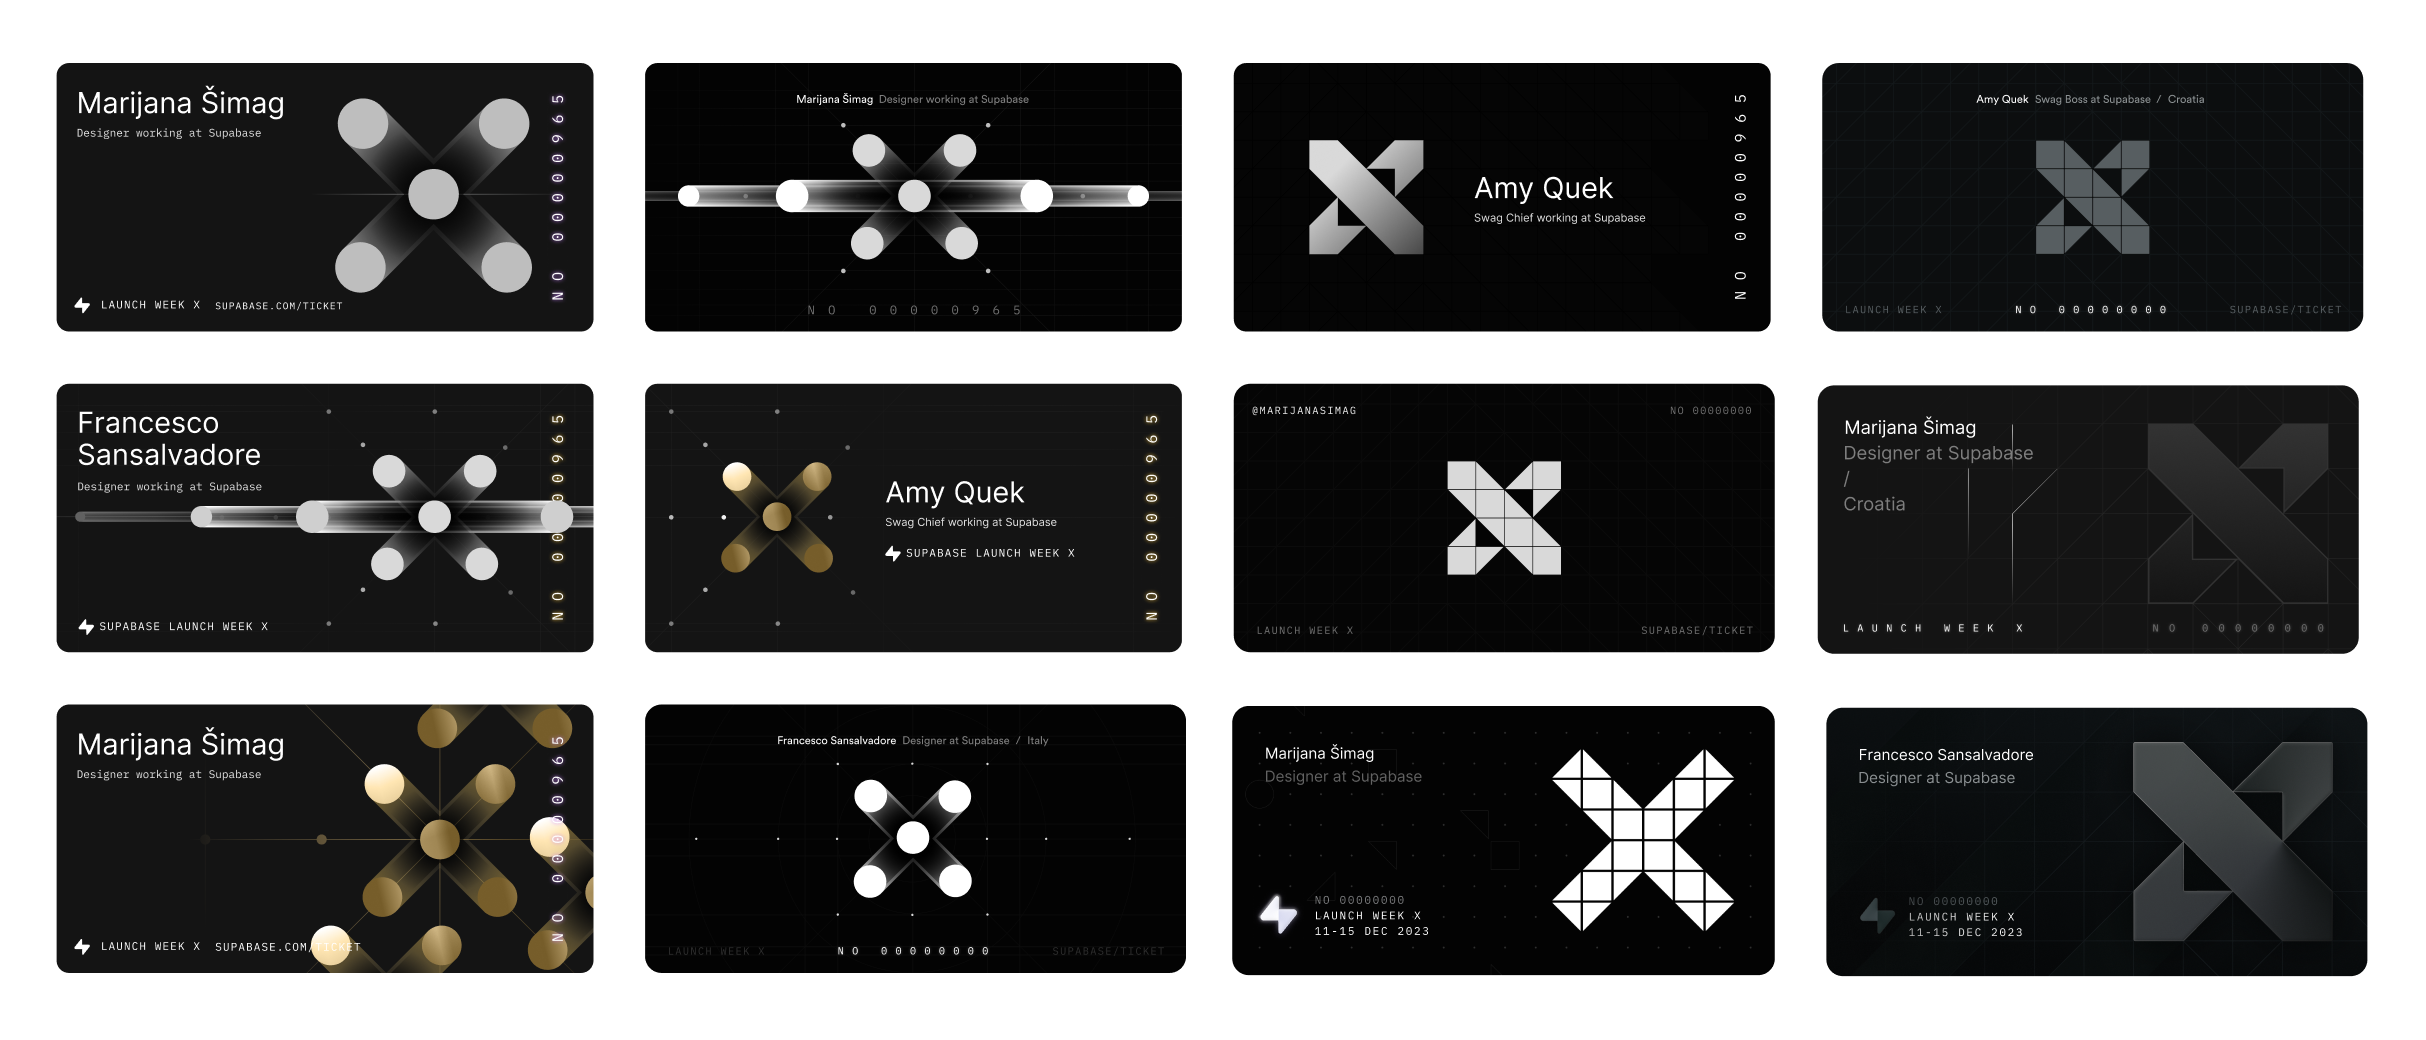 Marijana Šimag
Designer working at Supabase
NO 00000965
LAUNCH WEEK X SUPABASE.COM/TICKET
Marijana Šimag Designer working at Supabase
NO 00000965
Amy Quek
Swag Chief working at Supabase
NO 00000965
Amy Quek Swag Boss at Supabase / Croatia
LAUNCH WEEK X NO 00000000 SUPABASE/TICKET
Francesco
Sansalvadore
Designer working at Supabase
NO 00000965
SUPABASE LAUNCH WEEK X
Amy Quek
Swag Chief working at Supabase
SUPABASE LAUNCH WEEK X
NO 00000965
@MARIJANASIMAG NO 00000000
LAUNCH WEEK X SUPABASE/TICKET
Marijana Šimag
Designer at Supabase
/
Croatia
LAUNCH WEEK X NO 00000000
Marijana Šimag
Designer working at Supabase
NO 00000965
LAUNCH WEEK X SUPABASE.COM/TICKET
Francesco Sansalvadore Designer at Supabase / Italy
LAUNCH WEEK X NO 00000000 SUPABASE/TICKET
Marijana Šimag
Designer at Supabase
NO 00000000
LAUNCH WEEK X
11-15 DEC 2023
Francesco Sansalvadore
Designer at Supabase
NO 00000000
LAUNCH WEEK X
11-15 DEC 2023